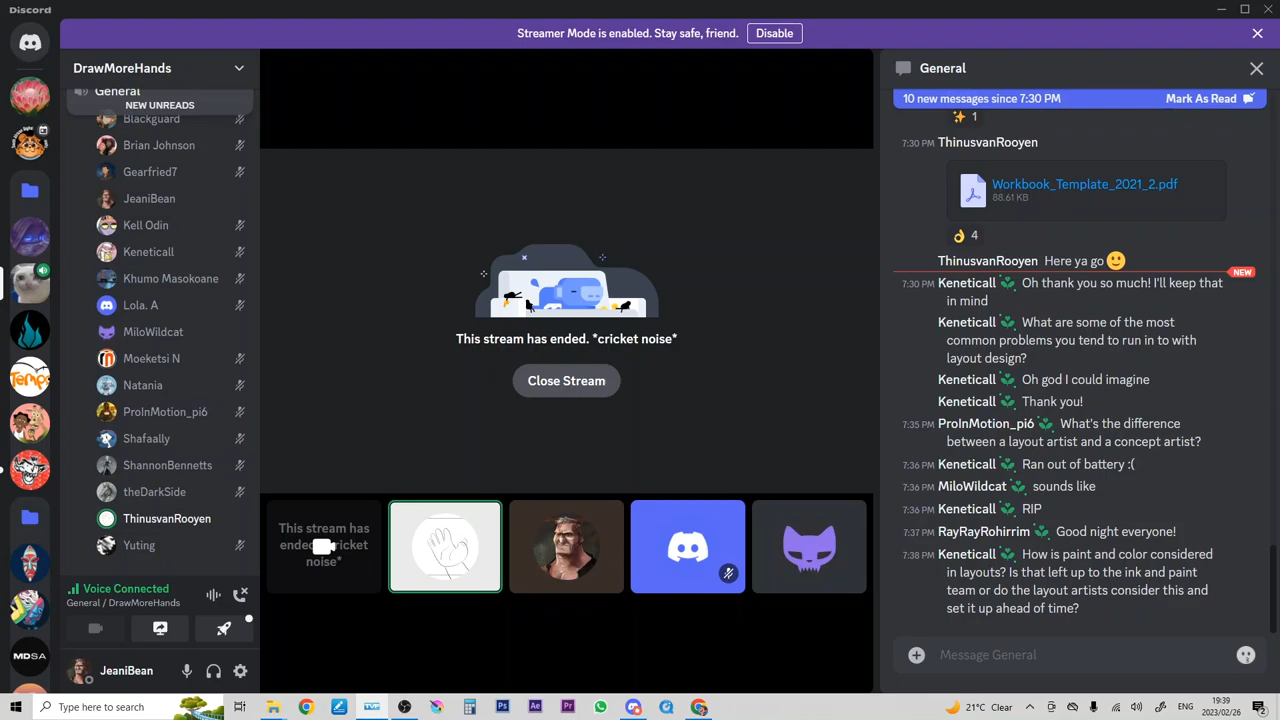 Discord
Streamer Mode is enabled. Stay safe, friend.
Disable
DrawMoreHands
General
NEW UNREADS
Blackguard
Brian Johnson
Gearfried7
JeaniBean
Kell Odin
Keneticall
Khumo Masokoane
Lola. A
MiloWildcat
Moeketsi N
Natania
ProInMotion_pi6
Shafaally
ShannonBennetts
theDarkSide
ThinusvanRooyen
Yuting
Voice Connected
General / DrawMoreHands
JeaniBean
This stream has ended. *cricket noise*
Close Stream
This stream has
ended. *cricket
noise*
General
10 new messages since 7:30 PM
Mark As Read
1
7:30 PM ThinusvanRooyen
Workbook_Template_2021_2.pdf
88.61 KB
4
ThinusvanRooyen Here ya go
NEW
7:30 PM Keneticall Oh thank you so much! I'll keep that
in mind
Keneticall What are some of the most
common problems you tend to run in to with
layout design?
Keneticall Oh god I could imagine
Keneticall Thank you!
7:35 PM ProInMotion_pi6 What's the difference
between a layout artist and a concept artist?
7:36 PM Keneticall Ran out of battery :(
7:36 PM MiloWildcat sounds like
7:36 PM Keneticall RIP
7:37 PM RayRayRohirrim Good night everyone!
7:38 PM Keneticall How is paint and color considered
in layouts? Is that left up to the ink and paint
team or do the layout artists consider this and
set it up ahead of time?
Message General
Temp
MDSA
Type here to search
TVP
Ps
Ae
Pr
21°C Clear
ENG
19:39
2023/02/26
2